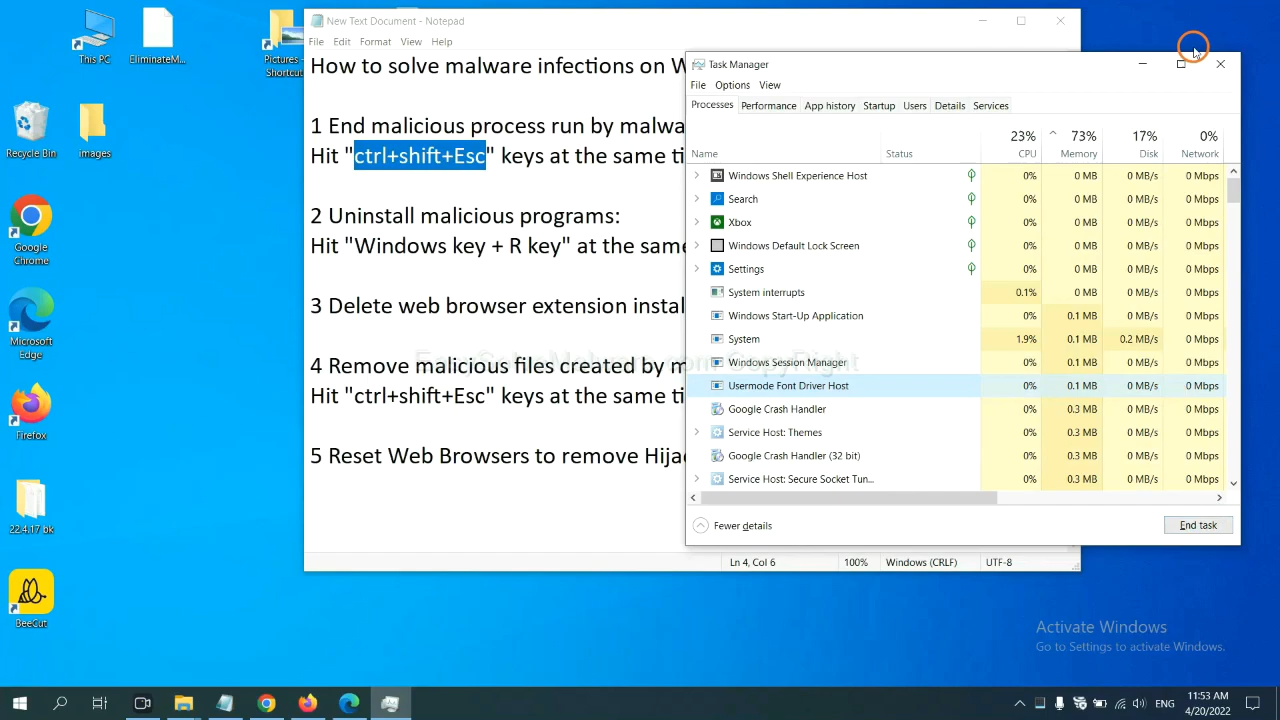 This PC
EliminateM...
Pictures -
Shortcut
Recycle Bin
images
Google
Chrome
Microsoft
Edge
Firefox
22.4.17 bk
BeeCut
New Text Document - Notepad
File Edit Format View Help
How to solve malware infections on W
1 End malicious process run by malwa
Hit "ctrl+shift+Esc" keys at the same ti
2 Uninstall malicious programs:
Hit "Windows key + R key" at the same
3 Delete web browser extension instal
4 Remove malicious files created by m
Hit "ctrl+shift+Esc" keys at the same ti
5 Reset Web Browsers to remove Hijac
Ln 4, Col 6 100% Windows (CRLF) UTF-8
Task Manager
File Options View
Processes Performance App history Startup Users Details Services
23% 73% 17% 0%
Name Status CPU Memory Disk Network
Windows Shell Experience Host 0% 0 MB 0 MB/s 0 Mbps
Search 0% 0 MB 0 MB/s 0 Mbps
Xbox 0% 0 MB 0 MB/s 0 Mbps
Windows Default Lock Screen 0% 0 MB 0 MB/s 0 Mbps
Settings 0% 0 MB 0 MB/s 0 Mbps
System interrupts 0.1% 0 MB 0 MB/s 0 Mbps
Windows Start-Up Application 0% 0.1 MB 0 MB/s 0 Mbps
System 1.9% 0.1 MB 0.2 MB/s 0 Mbps
Windows Session Manager 0% 0.1 MB 0 MB/s 0 Mbps
Usermode Font Driver Host 0% 0.1 MB 0 MB/s 0 Mbps
Google Crash Handler 0% 0.3 MB 0 MB/s 0 Mbps
Service Host: Themes 0% 0.3 MB 0 MB/s 0 Mbps
Google Crash Handler (32 bit) 0% 0.3 MB 0 MB/s 0 Mbps
Service Host: Secure Socket Tun... 0% 0.3 MB 0 MB/s 0 Mbps
Fewer details End task
Activate Windows
Go to Settings to activate Windows.
ENG
11:53 AM
4/20/2022